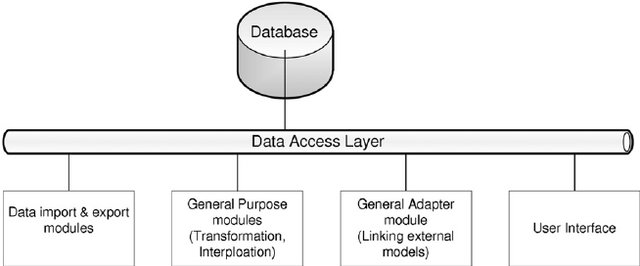 Database
Data Access Layer
Data import & export
modules
General Purpose
modules
(Transformation,
Interploation)
General Adapter
module
(Linking external
models)
User Interface